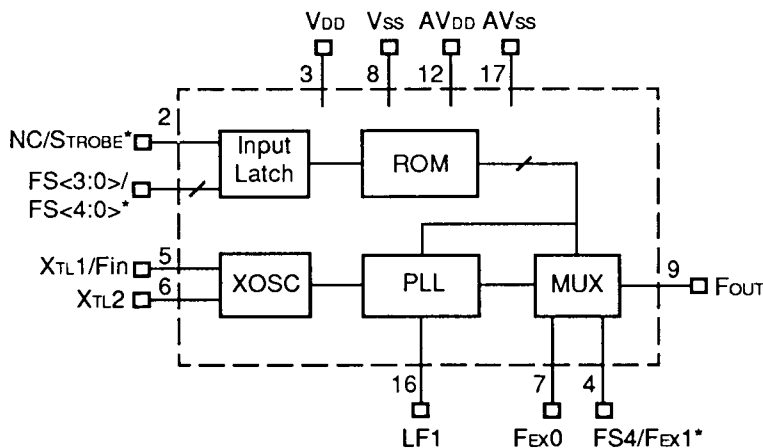 VDD VSS AVDD AVSS
3 8 12 17
2
NC/STROBE*
Input
Latch
ROM
FS<3:0>/
FS<4:0>*
XTL1/Fin
5
XTL2
6
XOSC
PLL
MUX
9
FOUT
16
7
4
LF1
FEX0
FS4/FEX1*